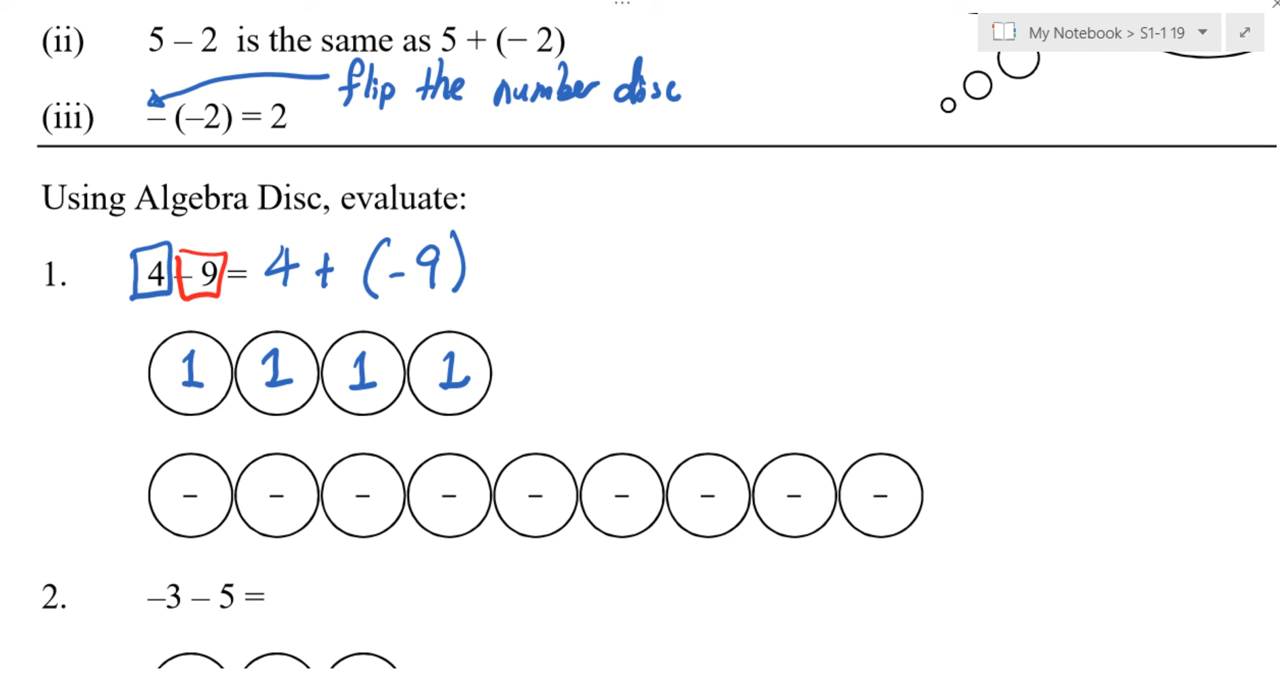 ...
My Notebook > S1-1 19
(ii) 5 – 2 is the same as 5 + (– 2)
flip the number disc
(iii) – (–2) = 2
Using Algebra Disc, evaluate:
1. 4 – 9 = 4 + (-9)
1 1 1 1
– – – – – – – – –
2. –3 – 5 =